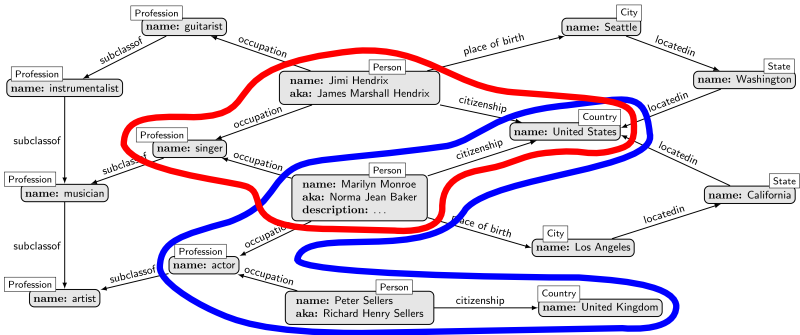 Profession
name: guitarist
City
name: Seattle
subclassof
occupation
place of birth
locatedin
Profession
name: instrumentalist
Person
name: Jimi Hendrix
aka: James Marshall Hendrix
State
name: Washington
occupation
citizenship
locatedin
subclassof
Profession
name: singer
Country
name: United States
subclassof
occupation
citizenship
locatedin
Profession
name: musician
Person
name: Marilyn Monroe
aka: Norma Jean Baker
description: ...
State
name: California
subclassof
occupation
place of birth
locatedin
Profession
name: actor
City
name: Los Angeles
subclassof
occupation
Profession
name: artist
Person
name: Peter Sellers
aka: Richard Henry Sellers
citizenship
Country
name: United Kingdom